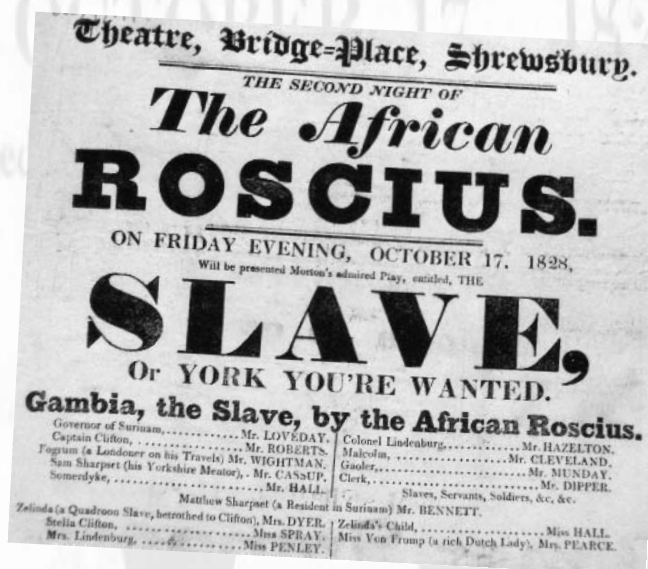 Theatre, Bridge=Place, Shrewsbury.
THE SECOND NIGHT OF
The African
ROSCIUS.
ON FRIDAY EVENING, OCTOBER 17, 1828,
Will be presented Morton's admired Play, entitled, THE
SLAVE,
Or YORK YOU'RE WANTED.
Gambia, the Slave, by the African Roscius.
Governor of Surinam,............Mr. LOVEDAY.
Captain Clifton, ..............Mr. ROBERTS.
Fogrum (a Londoner on his Travels) Mr. WIGHTMAN.
Sam Sharpset (his Yorkshire Mentor), . Mr. CASSUP.
Somerdyke, ....................Mr. HALL.
Colonel Lindenburg,............Mr. HAZELTON.
Malcolm, ....................Mr. CLEVELAND.
Gaoler, ......................Mr. MUNDAY.
Clerk, ........................Mr. DIPPER.
Slaves, Servants, Soldiers, &c, &c.
Matthew Sharpset (a Resident in Surinam) Mr. BENNETT.
Zelinda (a Quadroon Slave, betrothed to Clifton), Mrs. DYER.
Stella Clifton, ................Miss SPRAY.
Mrs. Lindenburg, ..............Miss PENLEY.
Zelinda's Child, ..................Miss HALL.
Miss Von Frump (a rich Dutch Lady), Mrs. PEARCE.